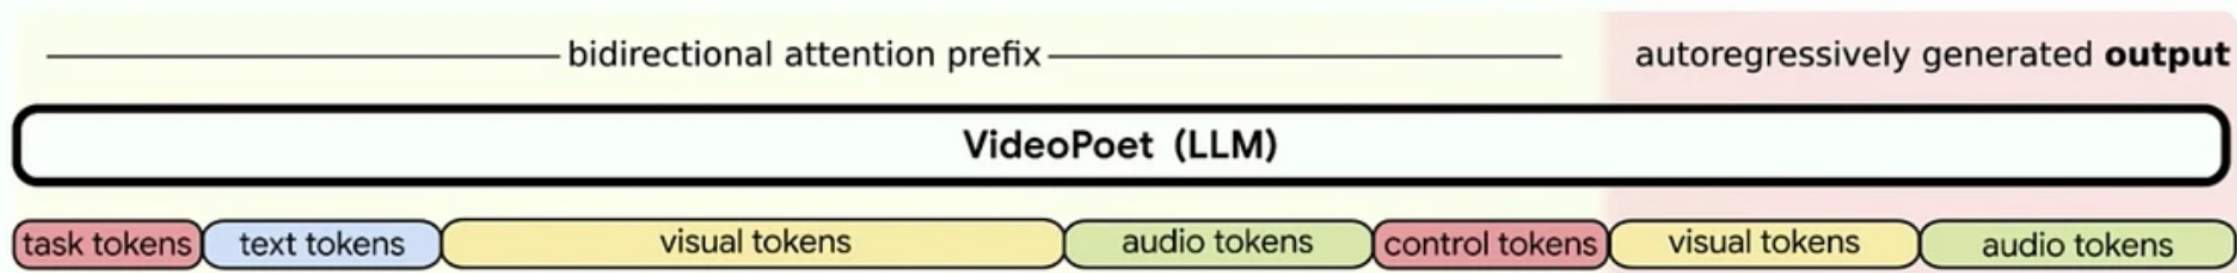 bidirectional attention prefix autoregressively generated output
VideoPoet (LLM)
task tokens text tokens visual tokens audio tokens control tokens visual tokens audio tokens